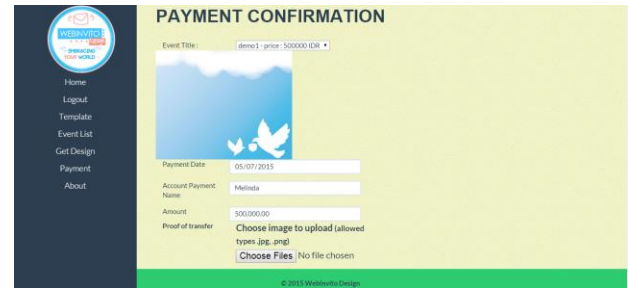 WEBINVITO
EMBRACING
YOUR WORLD
Home
Logout
Template
Event List
Get Design
Payment
About
PAYMENT CONFIRMATION
Event Title :
demo1 - price : 500000 IDR
Payment Date
05/07/2015
Account Payment
Name
Melinda
Amount
500,000.00
Proof of transfer
Choose image to upload (allowed
types .jpg, .png)
Choose Files No file chosen
© 2015 WebInvito Design